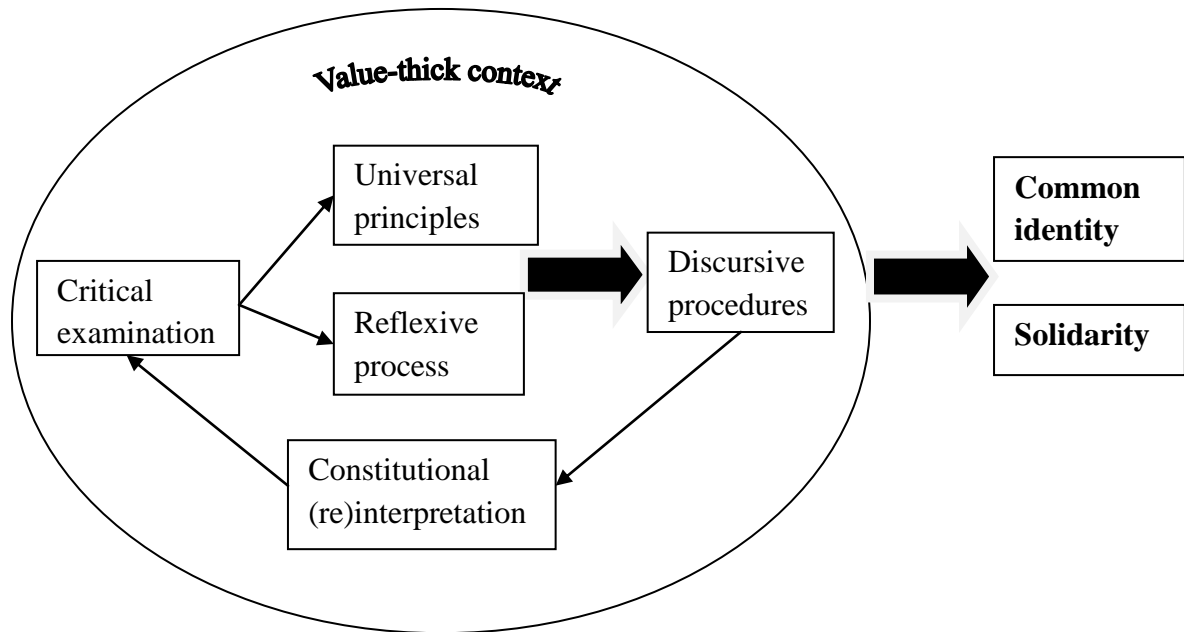 Value-thick context
Universal
principles
Common
identity
Discursive
procedures
Critical
examination
Reflexive
process
Solidarity
Constitutional
(re)interpretation